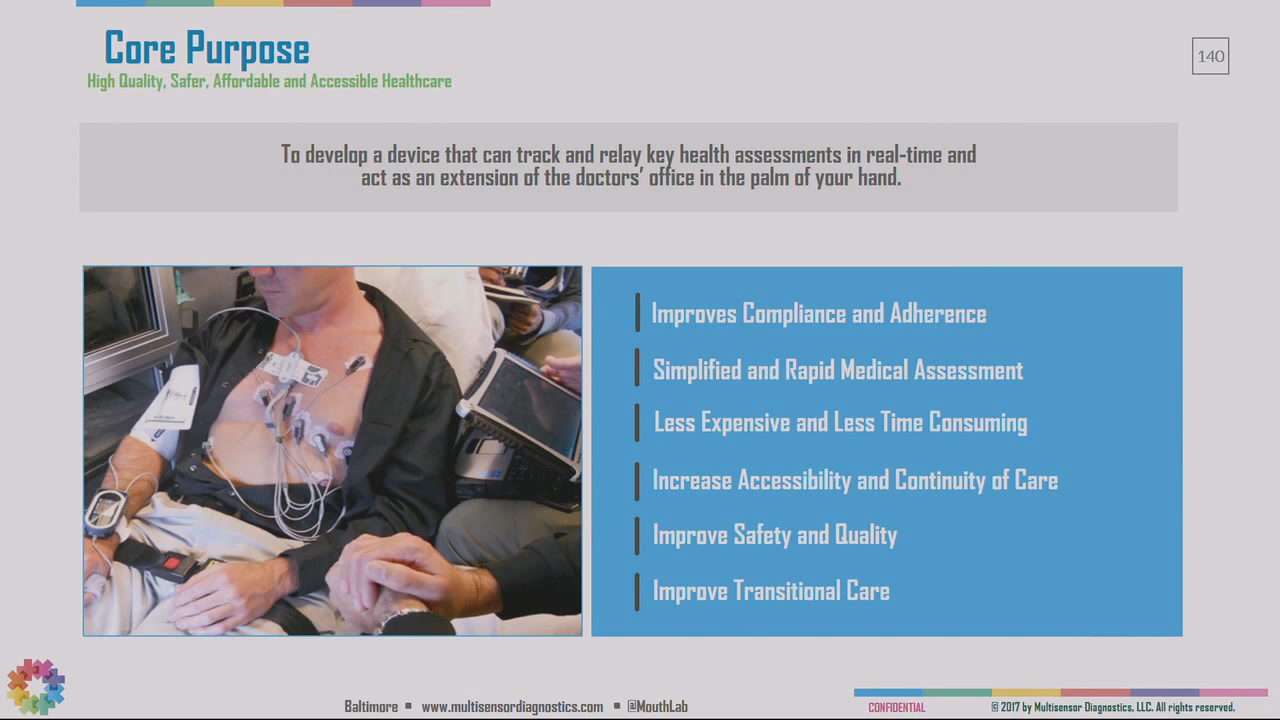 Core Purpose
High Quality, Safer, Affordable and Accessible Healthcare
140
To develop a device that can track and relay key health assessments in real-time and
act as an extension of the doctors’ office in the palm of your hand.
Improves Compliance and Adherence
Simplified and Rapid Medical Assessment
Less Expensive and Less Time Consuming
Increase Accessibility and Continuity of Care
Improve Safety and Quality
Improve Transitional Care
Baltimore ▪ www.multisensordiagnostics.com ▪ @MouthLab
CONFIDENTIAL
© 2017 by Multisensor Diagnostics, LLC. All rights reserved.